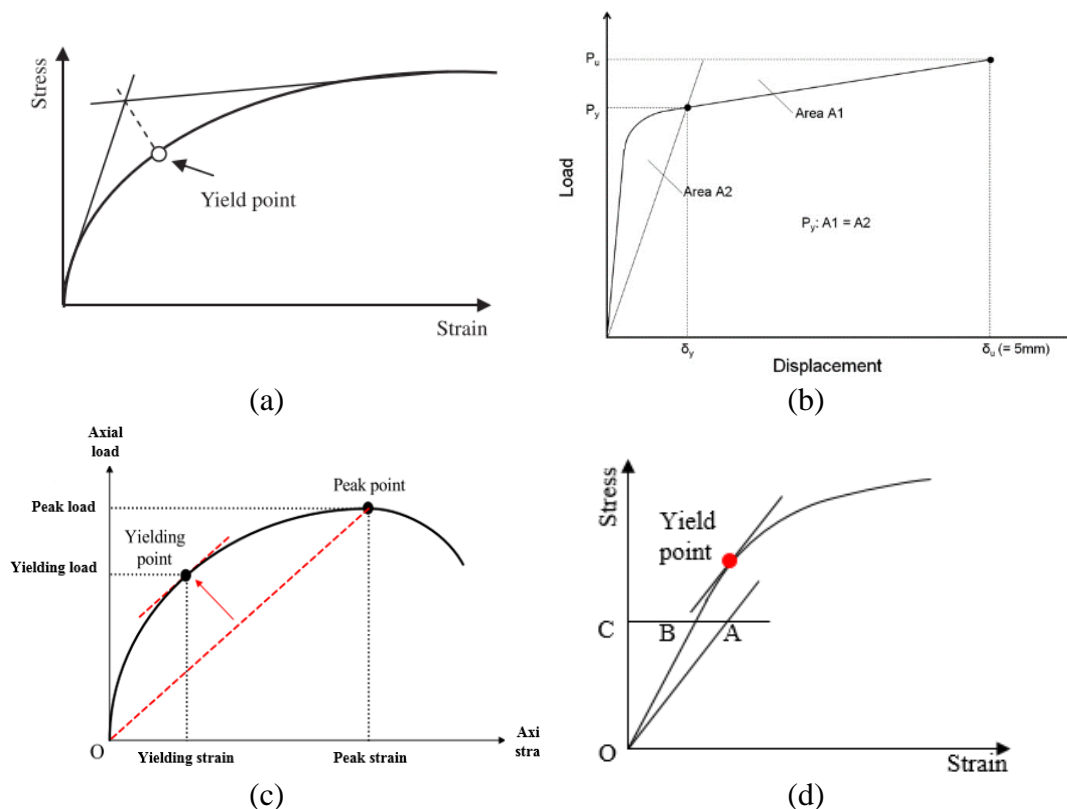 Stress
Yield point
Strain
(a)
Pu
Py
Load
Area A1
Area A2
Py: A1 = A2
δy
δu (= 5mm)
Displacement
(b)
Axial
load
Peak load
Peak point
Yielding
point
Yielding load
O
Yielding strain
Peak strain
Axi
stra
(c)
Stress
Yield
point
C
B
A
O
Strain
(d)